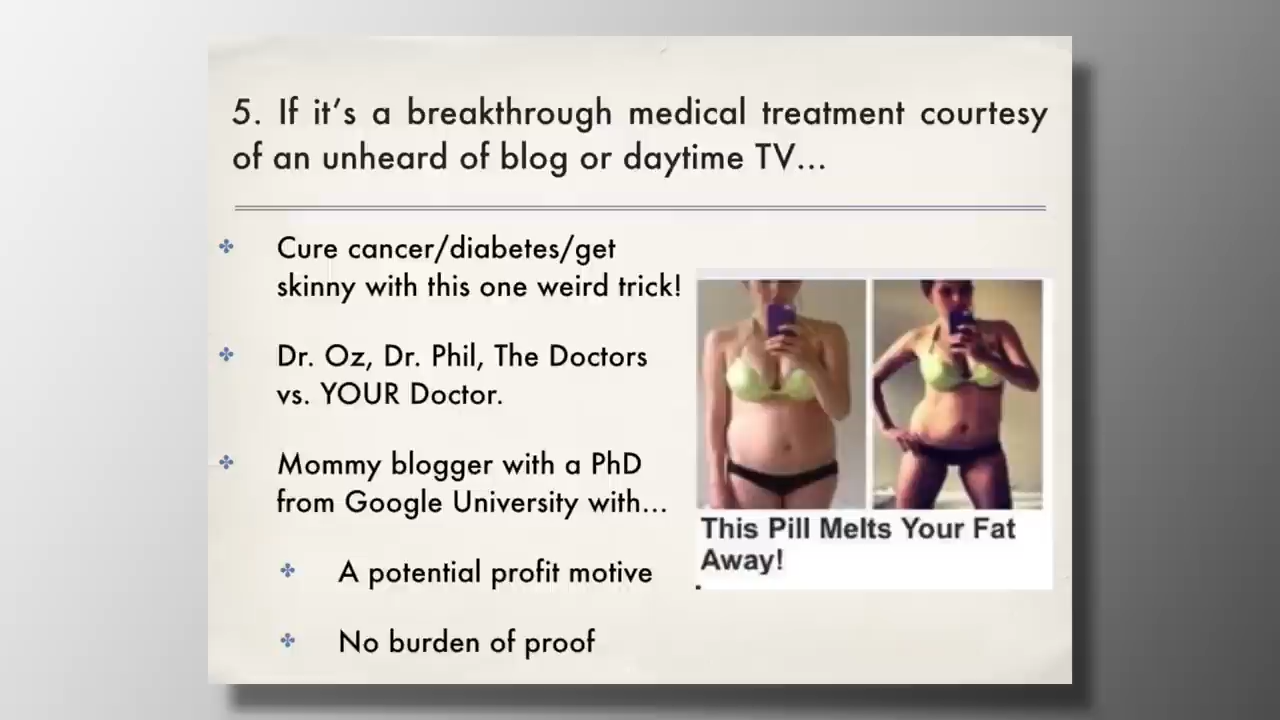 5. If it's a breakthrough medical treatment courtesy
of an unheard of blog or daytime TV...
Cure cancer/diabetes/get
skinny with this one weird trick!
Dr. Oz, Dr. Phil, The Doctors
vs. YOUR Doctor.
Mommy blogger with a PhD
from Google University with...
A potential profit motive
No burden of proof
This Pill Melts Your Fat
Away!